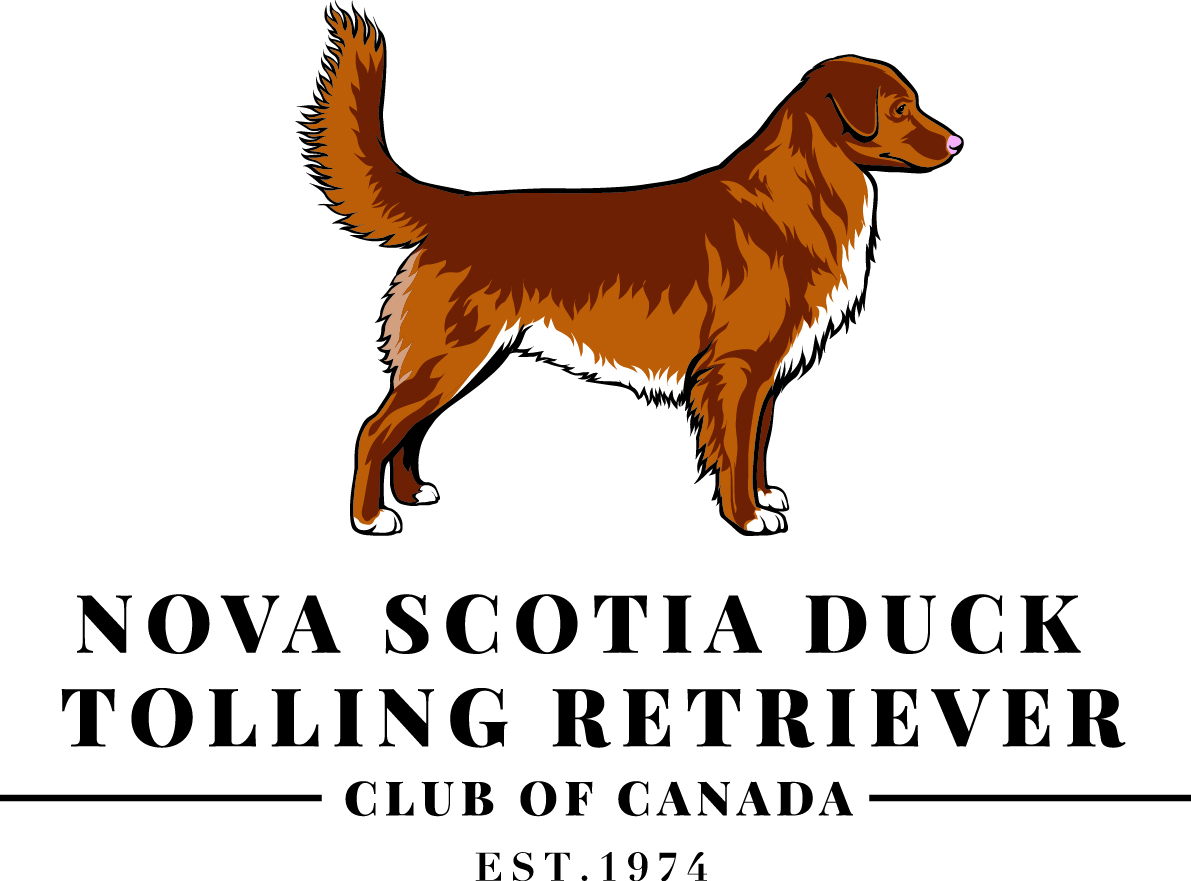 NOVA SCOTIA DUCK
TOLLING RETRIEVER
CLUB OF CANADA
EST.1974